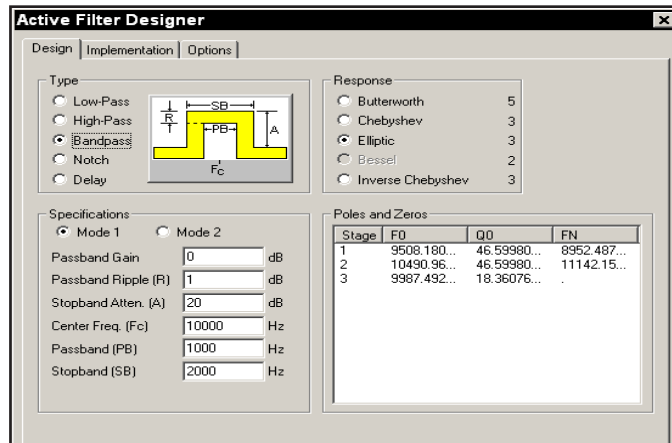 Active Filter Designer
Design Implementation Options
Type
Low-Pass
High-Pass
Bandpass
Notch
Delay
SB
R
PB
A
Fc
Response
Butterworth 5
Chebyshev 3
Elliptic 3
Bessel 2
Inverse Chebyshev 3
Specifications
Mode 1 Mode 2
Passband Gain 0 dB
Passband Ripple (R) 1 dB
Stopband Atten. (A) 20 dB
Center Freq. (Fc) 10000 Hz
Passband (PB) 1000 Hz
Stopband (SB) 2000 Hz
Poles and Zeros
Stage F0 Q0 FN
1 9508.180... 46.59980... 8952.487...
2 10490.96... 46.59980... 11142.15...
3 9987.492... 18.36076... .